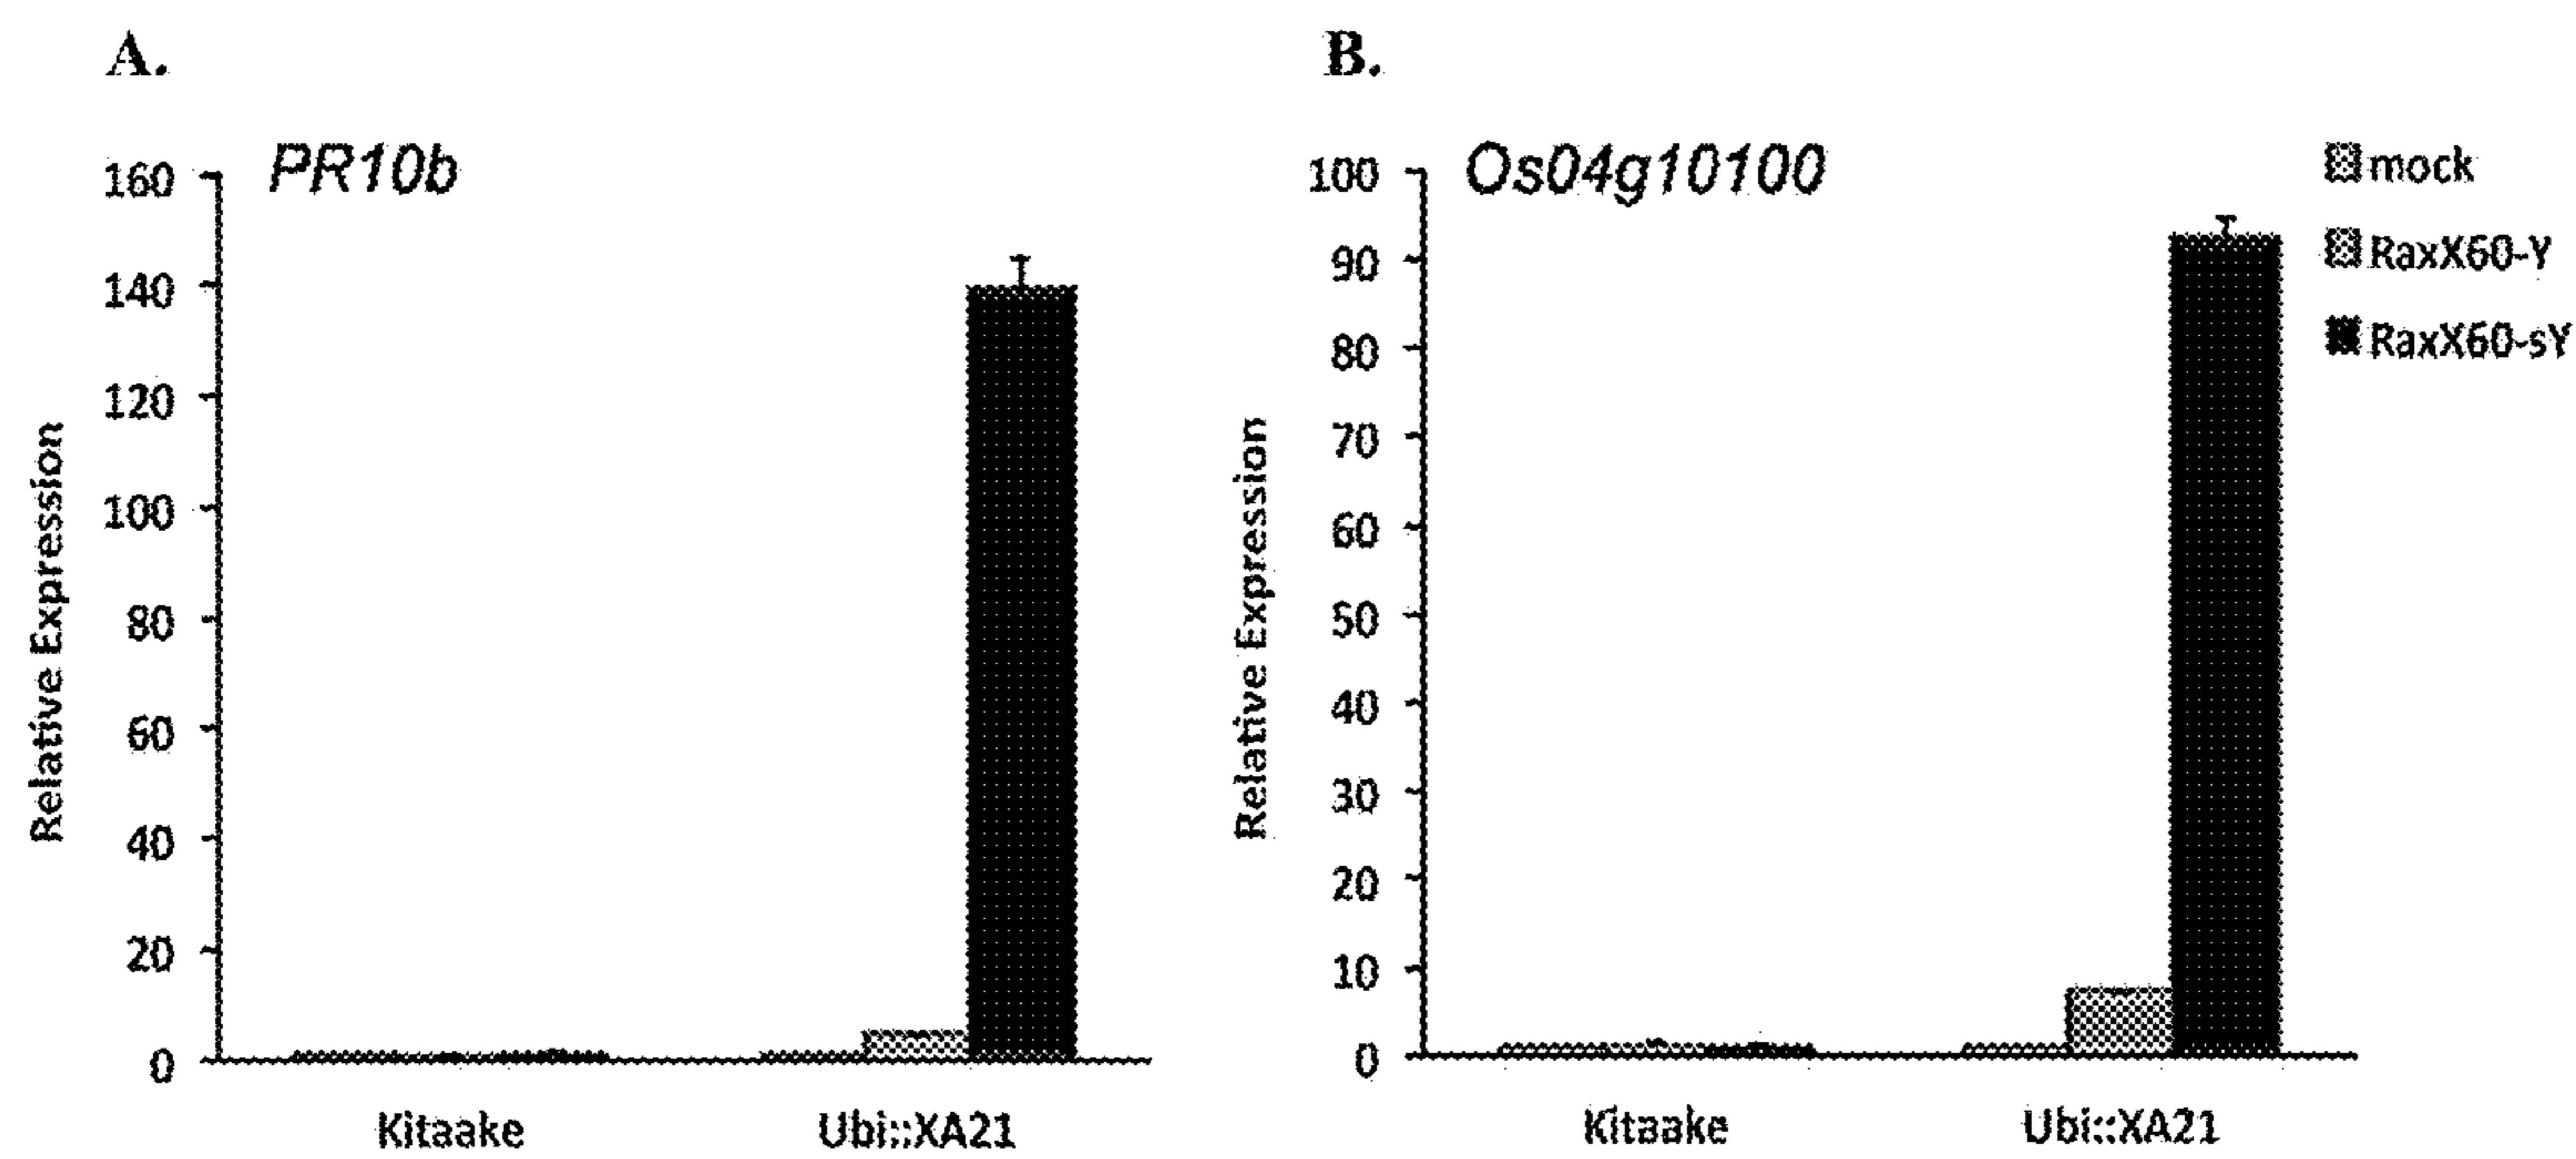 A.
PR10b
Relative Expression
160
140
120
100
80
60
40
20
0
Kitaake
Ubi::XA21
B.
Os04g10100
Relative Expression
100
90
80
70
60
50
40
30
20
10
0
Kitaake
Ubi::XA21
mock
RaxX60-Y
RaxX60-sY